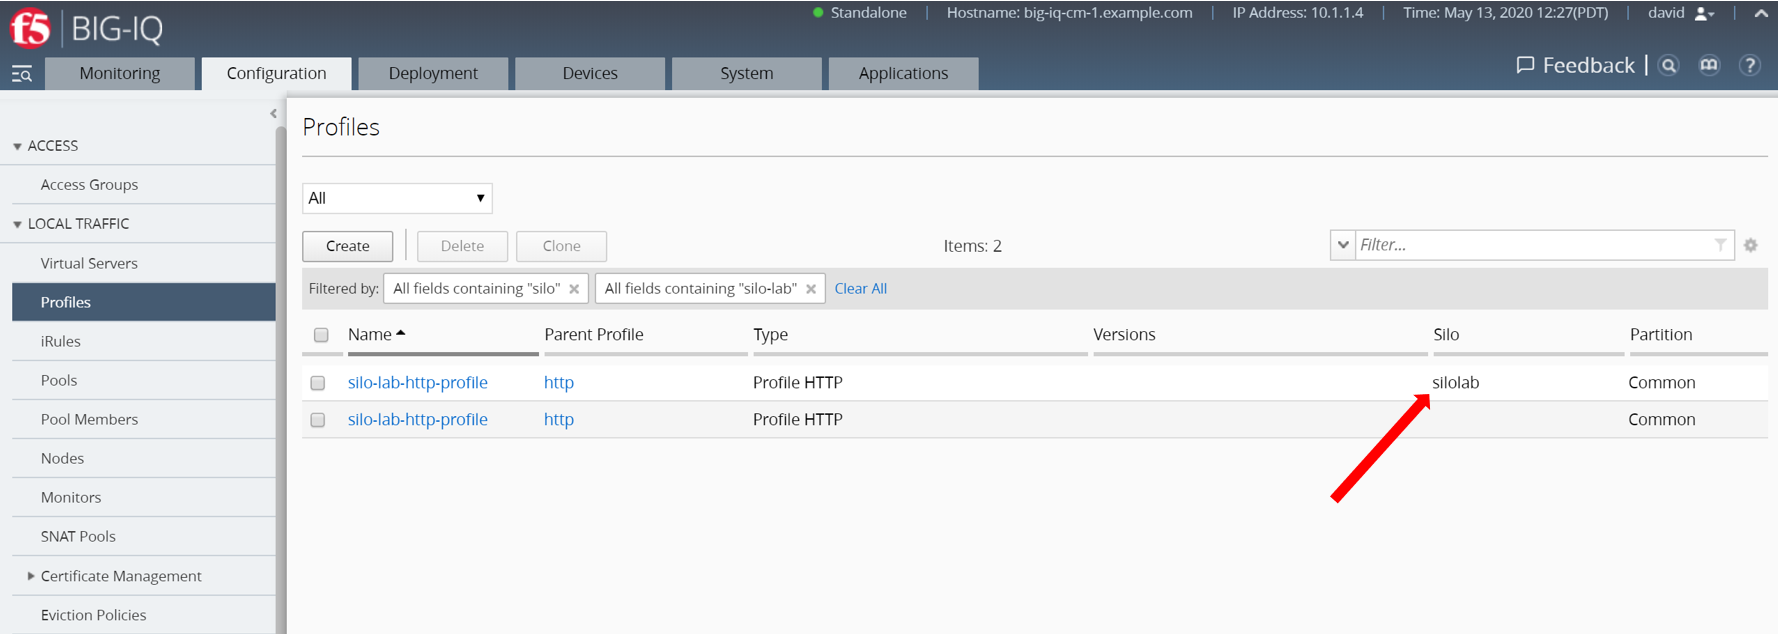 f5 BIG-IQ
Standalone | Hostname: big-iq-cm-1.example.com | IP Address: 10.1.1.4 | Time: May 13, 2020 12:27(PDT) | david
Monitoring Configuration Deployment Devices System Applications
Feedback | ?
ACCESS
Access Groups
LOCAL TRAFFIC
Virtual Servers
Profiles
iRules
Pools
Pool Members
Nodes
Monitors
SNAT Pools
Certificate Management
Eviction Policies
Profiles
All
Create Delete Clone Items: 2 Filter...
Filtered by: All fields containing "silo" × All fields containing "silo-lab" × Clear All
Name Parent Profile Type Versions Silo Partition
silo-lab-http-profile http Profile HTTP silolab Common
silo-lab-http-profile http Profile HTTP Common